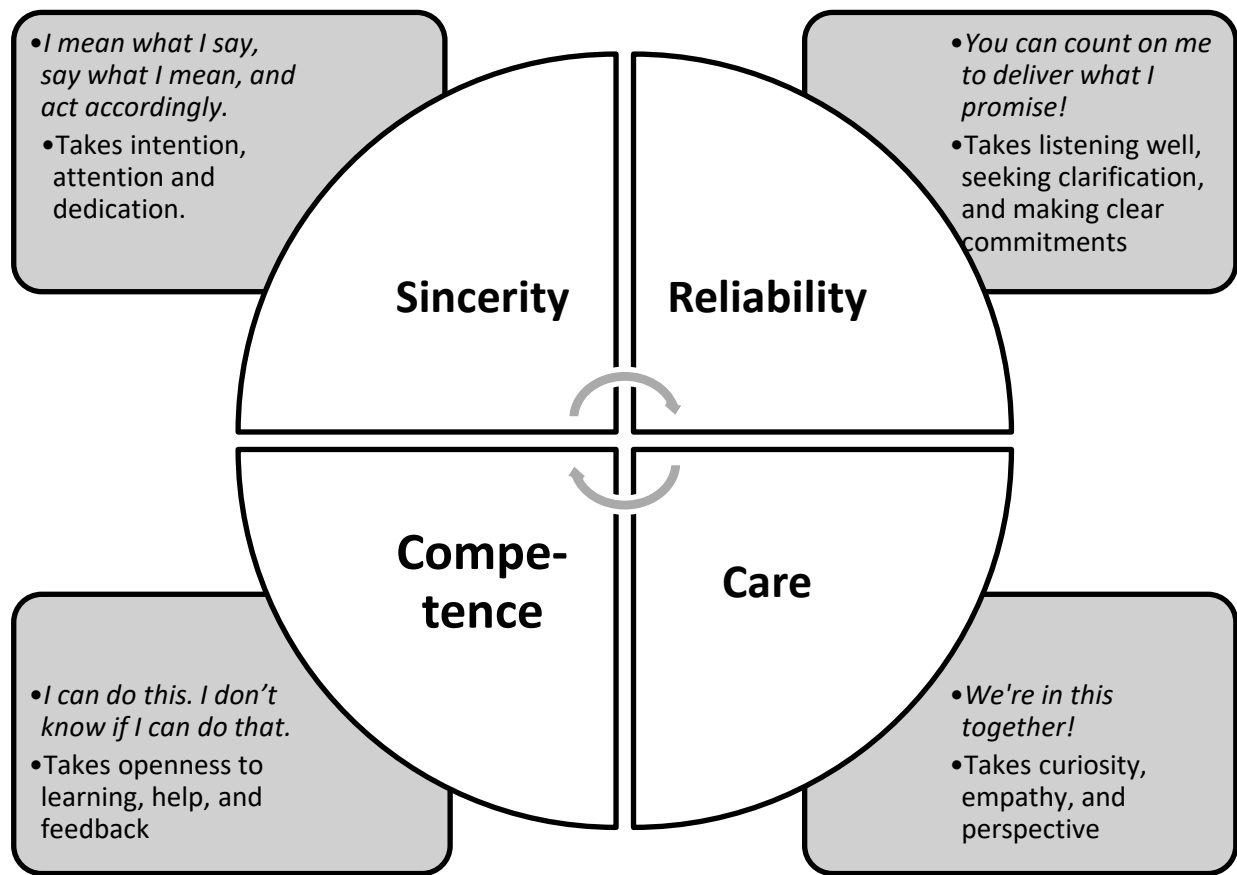 •I mean what I say,
say what I mean, and
act accordingly.
•Takes intention,
attention and
dedication.
•You can count on me
to deliver what I
promise!
•Takes listening well,
seeking clarification,
and making clear
commitments
Sincerity
Reliability
Compe-
tence
Care
•I can do this. I don’t
know if I can do that.
•Takes openness to
learning, help, and
feedback
•We're in this
together!
•Takes curiosity,
empathy, and
perspective